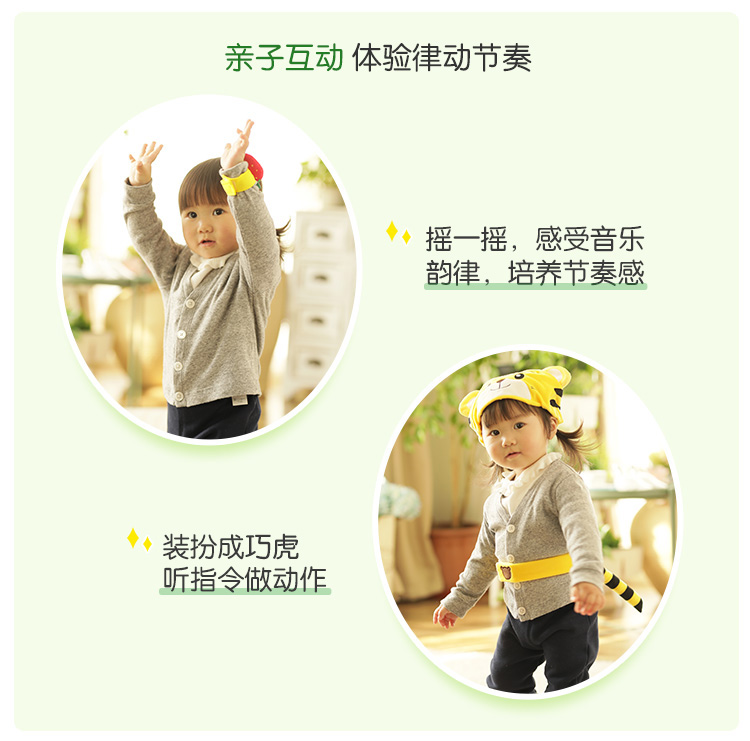 亲子互动 体验律动节奏
摇一摇，感受音乐
韵律，培养节奏感
装扮成巧虎
听指令做动作